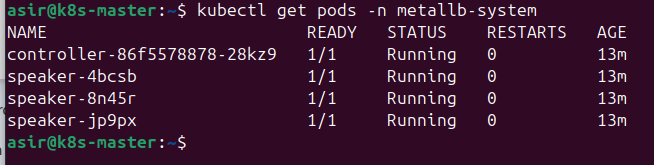 asir@k8s-master:~$ kubectl get pods -n metallb-system
NAME READY STATUS RESTARTS AGE
controller-86f5578878-28kz9 1/1 Running 0 13m
speaker-4bcsb 1/1 Running 0 13m
speaker-8n45r 1/1 Running 0 13m
speaker-jp9px 1/1 Running 0 13m
asir@k8s-master:~$